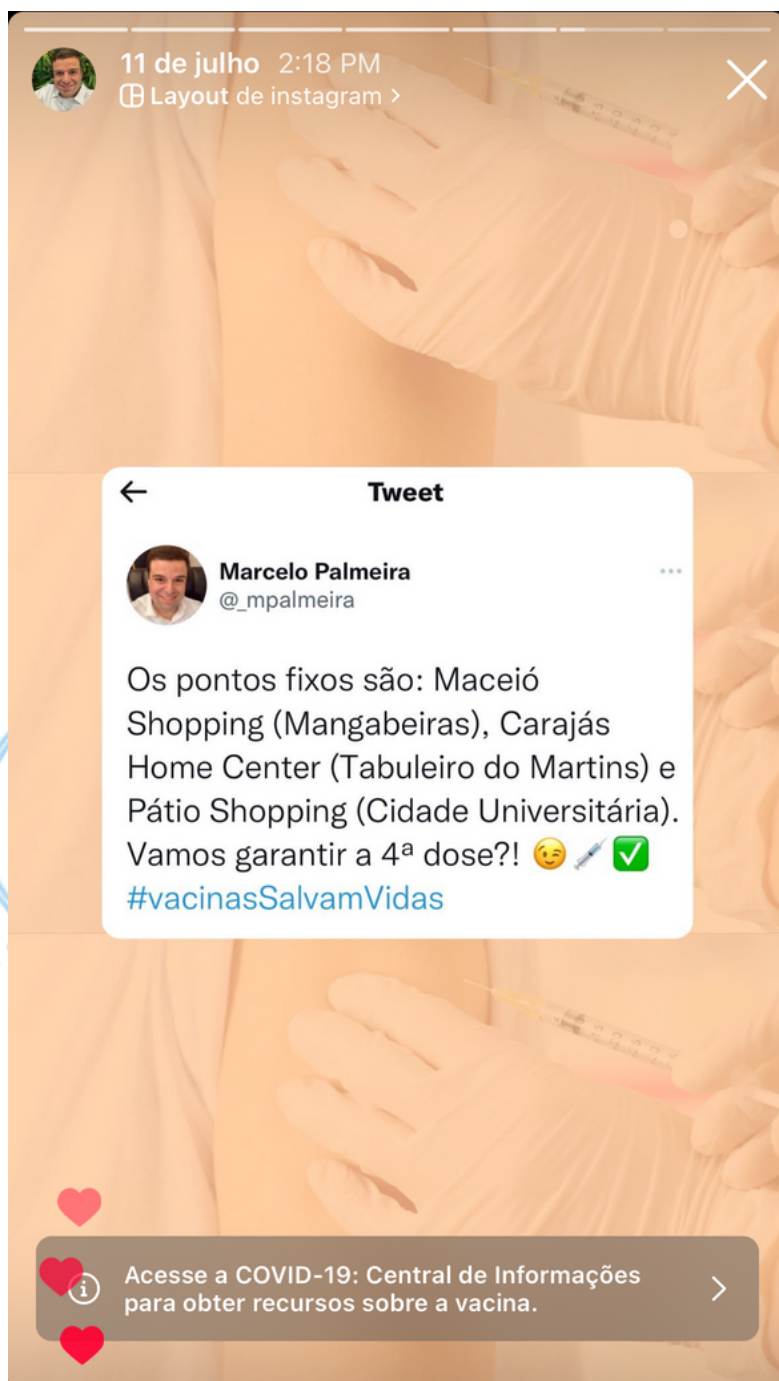 11 de julho 2:18 PM
Layout de instagram >
Tweet
Marcelo Palmeira
@_mpalmeira
Os pontos fixos são: Maceió
Shopping (Mangabeiras), Carajás
Home Center (Tabuleiro do Martins) e
Pátio Shopping (Cidade Universitária).
Vamos garantir a 4ª dose?! 😉 💉 ✅
#vacinasSalvamVidas
Acesse a COVID-19: Central de Informações
para obter recursos sobre a vacina.